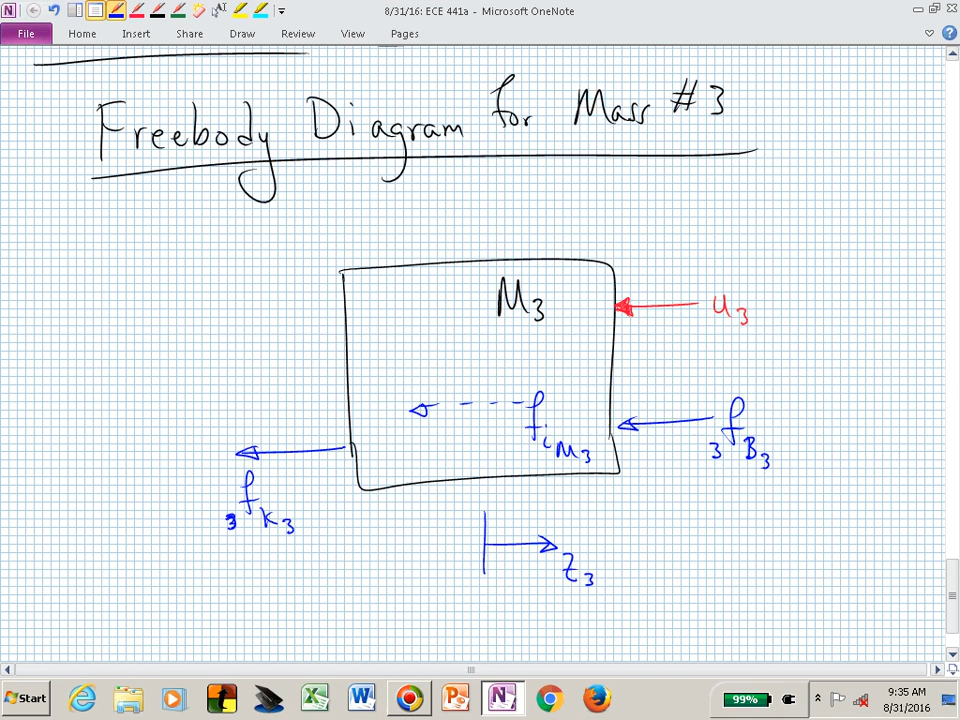 8/31/16: ECE 441a - Microsoft OneNote
File Home Insert Share Draw Review View Pages
Freebody Diagram for Mass #3
M3
u3
fiM3
3fB3
3fK3
z3
Start
99%
9:35 AM
8/31/2016